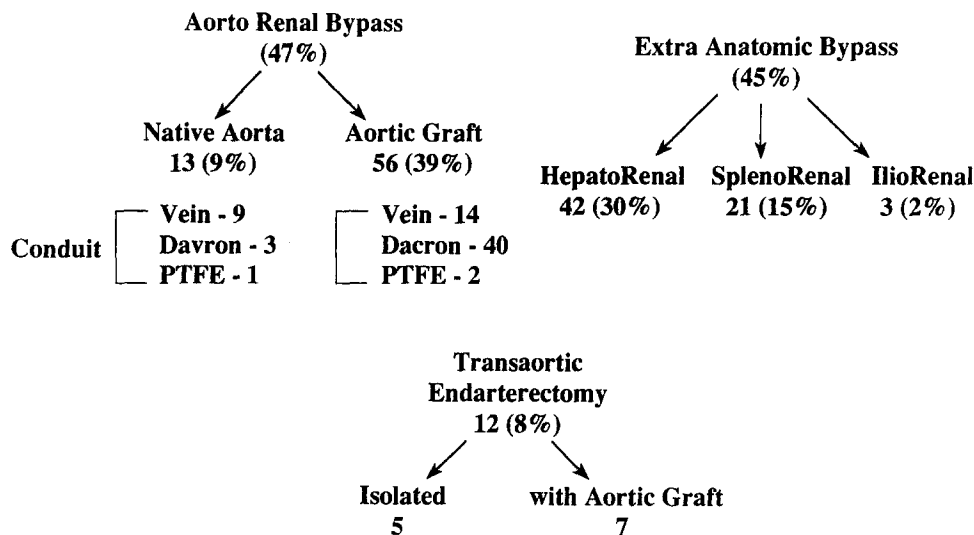 Aorto Renal Bypass
(47%)
Native Aorta
13 (9%)
Aortic Graft
56 (39%)
Conduit
Vein - 9
Davron - 3
PTFE - 1
Vein - 14
Dacron - 40
PTFE - 2
Extra Anatomic Bypass
(45%)
HepatoRenal
42 (30%)
SplenoRenal
21 (15%)
IlioRenal
3 (2%)
Transaortic
Endarterectomy
12 (8%)
Isolated
5
with Aortic Graft
7